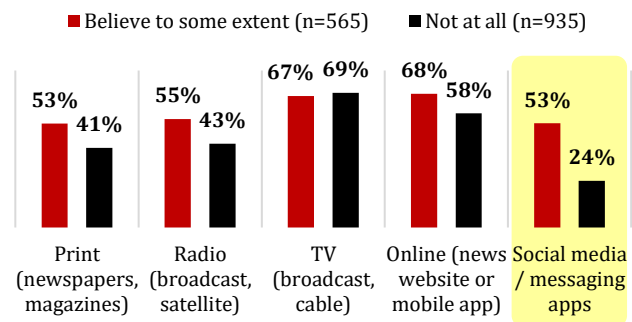 Believe to some extent (n=565) Not at all (n=935)
53% 41% 55% 43% 67% 69% 68% 58% 53% 24%
Print (newspapers, magazines)
Radio (broadcast, satellite)
TV (broadcast, cable)
Online (news website or mobile app)
Social media / messaging apps